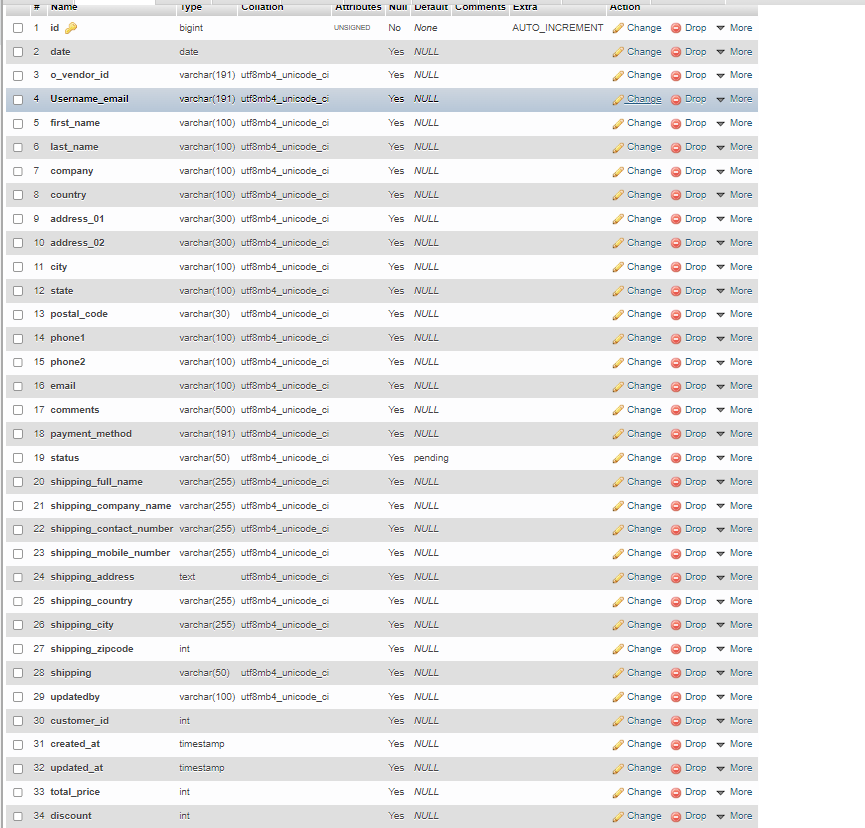 # Name Type Collation Attributes Null Default Comments Extra Action
1 id bigint UNSIGNED No None AUTO_INCREMENT Change Drop More
2 date date Yes NULL Change Drop More
3 o_vendor_id varchar(191) utf8mb4_unicode_ci Yes NULL Change Drop More
4 Username_email varchar(191) utf8mb4_unicode_ci Yes NULL Change Drop More
5 first_name varchar(100) utf8mb4_unicode_ci Yes NULL Change Drop More
6 last_name varchar(100) utf8mb4_unicode_ci Yes NULL Change Drop More
7 company varchar(100) utf8mb4_unicode_ci Yes NULL Change Drop More
8 country varchar(100) utf8mb4_unicode_ci Yes NULL Change Drop More
9 address_01 varchar(300) utf8mb4_unicode_ci Yes NULL Change Drop More
10 address_02 varchar(300) utf8mb4_unicode_ci Yes NULL Change Drop More
11 city varchar(100) utf8mb4_unicode_ci Yes NULL Change Drop More
12 state varchar(100) utf8mb4_unicode_ci Yes NULL Change Drop More
13 postal_code varchar(30) utf8mb4_unicode_ci Yes NULL Change Drop More
14 phone1 varchar(100) utf8mb4_unicode_ci Yes NULL Change Drop More
15 phone2 varchar(100) utf8mb4_unicode_ci Yes NULL Change Drop More
16 email varchar(100) utf8mb4_unicode_ci Yes NULL Change Drop More
17 comments varchar(500) utf8mb4_unicode_ci Yes NULL Change Drop More
18 payment_method varchar(191) utf8mb4_unicode_ci Yes NULL Change Drop More
19 status varchar(50) utf8mb4_unicode_ci Yes pending Change Drop More
20 shipping_full_name varchar(255) utf8mb4_unicode_ci Yes NULL Change Drop More
21 shipping_company_name varchar(255) utf8mb4_unicode_ci Yes NULL Change Drop More
22 shipping_contact_number varchar(255) utf8mb4_unicode_ci Yes NULL Change Drop More
23 shipping_mobile_number varchar(255) utf8mb4_unicode_ci Yes NULL Change Drop More
24 shipping_address text utf8mb4_unicode_ci Yes NULL Change Drop More
25 shipping_country varchar(255) utf8mb4_unicode_ci Yes NULL Change Drop More
26 shipping_city varchar(255) utf8mb4_unicode_ci Yes NULL Change Drop More
27 shipping_zipcode int Yes NULL Change Drop More
28 shipping varchar(50) utf8mb4_unicode_ci Yes NULL Change Drop More
29 updatedby varchar(100) utf8mb4_unicode_ci Yes NULL Change Drop More
30 customer_id int Yes NULL Change Drop More
31 created_at timestamp Yes NULL Change Drop More
32 updated_at timestamp Yes NULL Change Drop More
33 total_price int Yes NULL Change Drop More
34 discount int Yes NULL Change Drop More